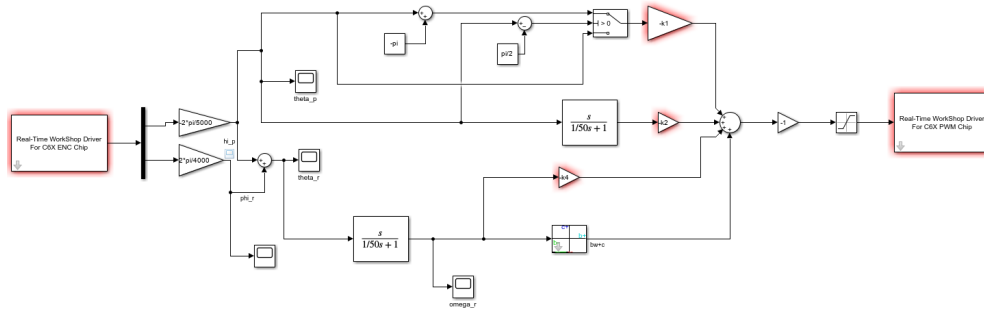 -pi
pi/2
> 0
-k1
theta_p
Real-Time WorkShop Driver
For C6X ENC Chip
-2*pi/5000
s
1/50s + 1
-k2
-1
Real-Time WorkShop Driver
For C6X PWM Chip
hi_p
2*pi/4000
theta_r
phi_r
-k4
s
1/50s + 1
bw+c
omega_r